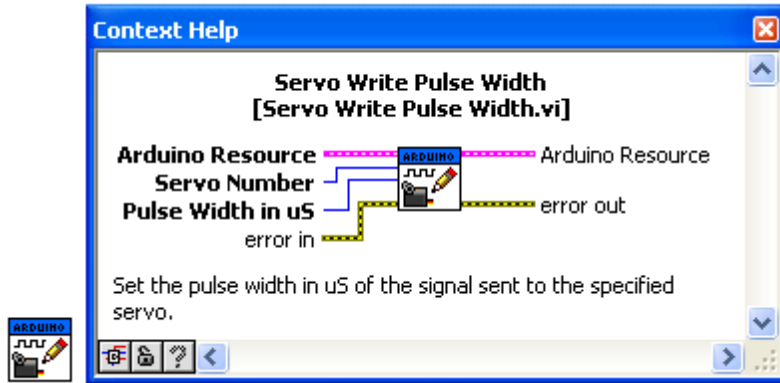 Context Help
Servo Write Pulse Width
[Servo Write Pulse Width.vi]
Arduino Resource
ARDUINO
Arduino Resource
Servo Number
Pulse Width in uS
error out
error in
Set the pulse width in uS of the signal sent to the specified
servo.
ARDUINO
?